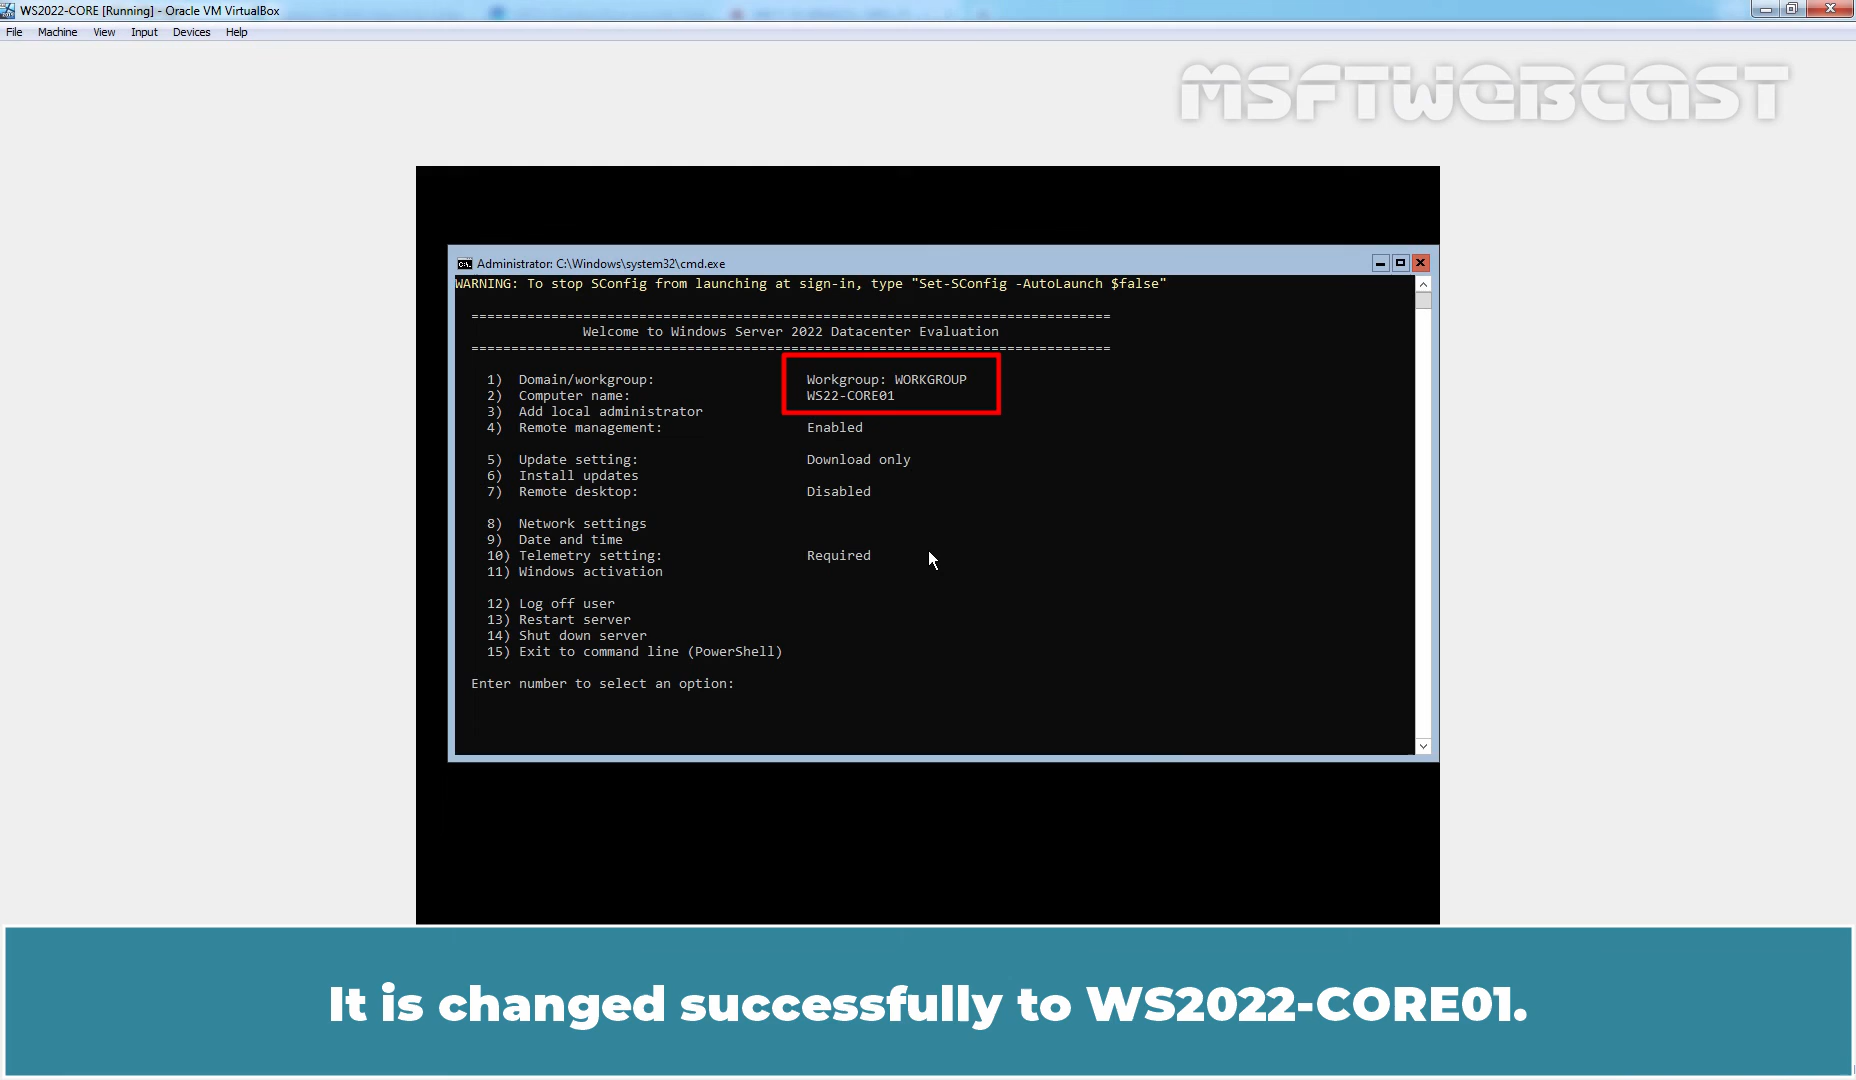 WS2022-CORE [Running] - Oracle VM VirtualBox
File Machine View Input Devices Help
MSFTWEBCAST
Administrator: C:\Windows\system32\cmd.exe
WARNING: To stop SConfig from launching at sign-in, type "Set-SConfig -AutoLaunch $false"
================================================================================
Welcome to Windows Server 2022 Datacenter Evaluation
================================================================================
1) Domain/workgroup: Workgroup: WORKGROUP
2) Computer name: WS22-CORE01
3) Add local administrator
4) Remote management: Enabled
5) Update setting: Download only
6) Install updates
7) Remote desktop: Disabled
8) Network settings
9) Date and time
10) Telemetry setting: Required
11) Windows activation
12) Log off user
13) Restart server
14) Shut down server
15) Exit to command line (PowerShell)
Enter number to select an option:
It is changed successfully to WS2022-CORE01.